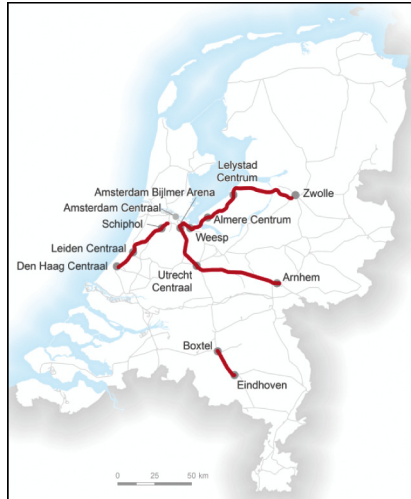 Lelystad
Centrum
Amsterdam Bijlmer Arena
Zwolle
Amsterdam Centraal
Almere Centrum
Schiphol
Weesp
Leiden Centraal
Den Haag Centraal
Utrecht
Centraal
Arnhem
Boxtel
Eindhoven
0 25 50 km